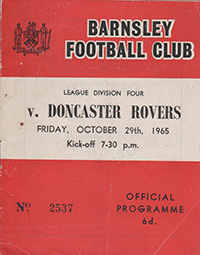 BARNSLEY
FOOTBALL CLUB
LEAGUE DIVISION FOUR
v. DONCASTER ROVERS
FRIDAY, OCTOBER 29th, 1965
Kick-off 7-30 p.m.
Nº 2537
OFFICIAL
PROGRAMME
6d.